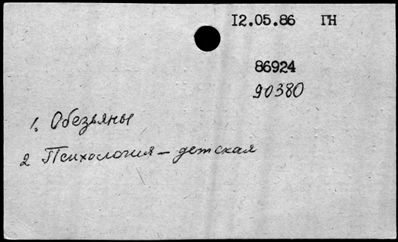 12.05.86 ГН
86924
90380
1. Обезьяны
2 Психология - детская